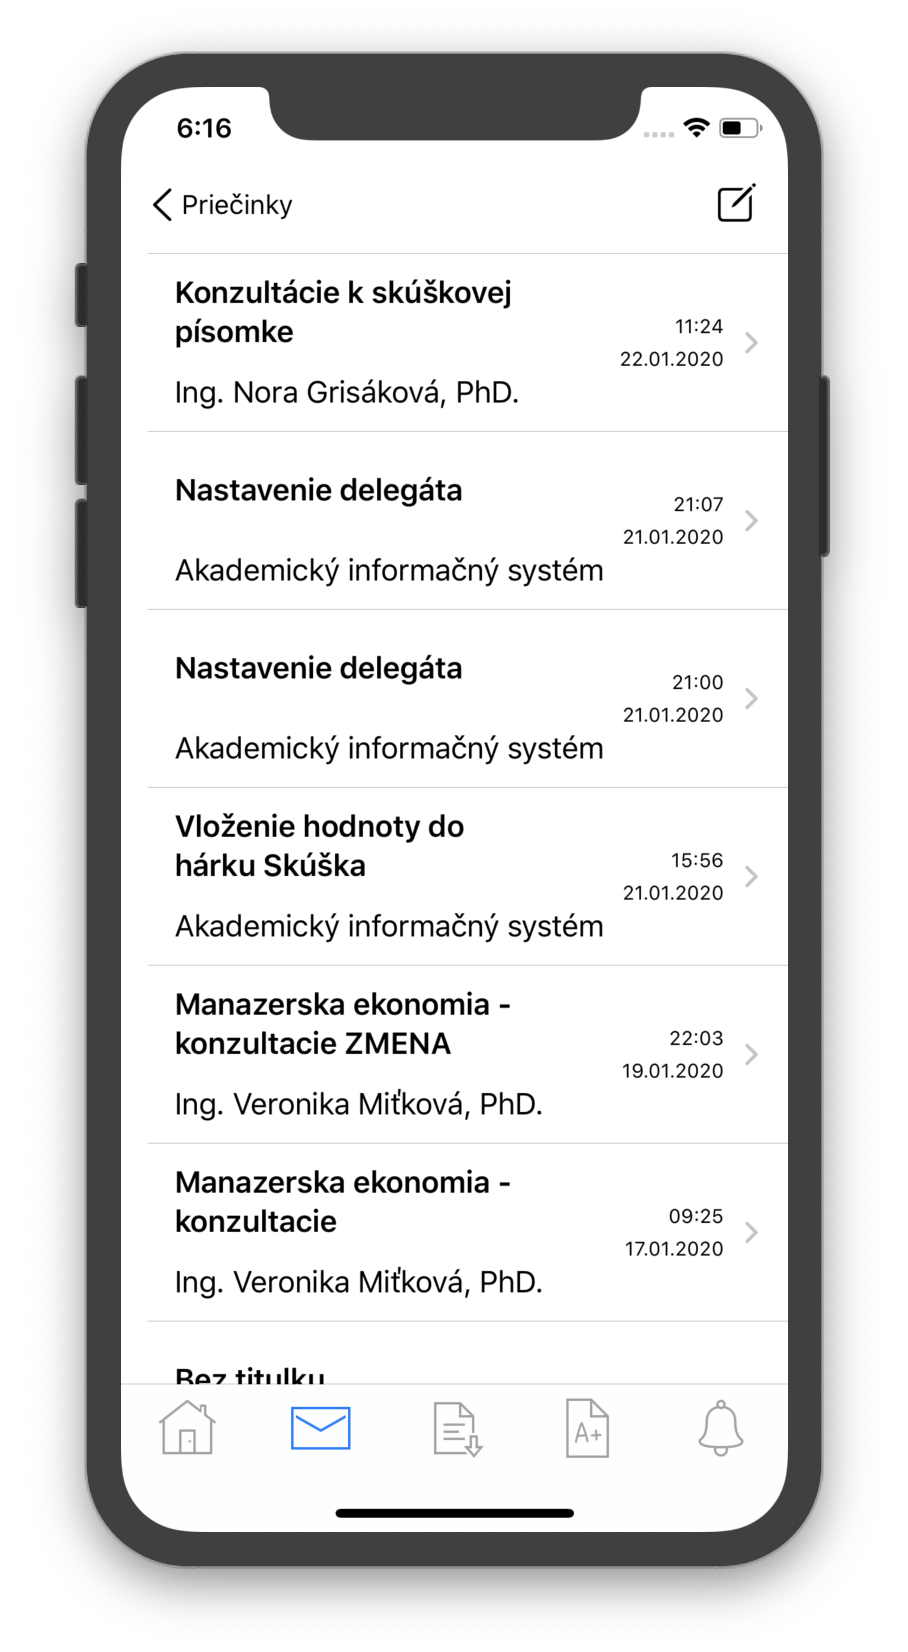 6:16
Priečinky
Konzultácie k skúškovej
písomke
11:24
22.01.2020
Ing. Nora Grisáková, PhD.
Nastavenie delegáta
21:07
21.01.2020
Akademický informačný systém
Nastavenie delegáta
21:00
21.01.2020
Akademický informačný systém
Vloženie hodnoty do
hárku Skúška
15:56
21.01.2020
Akademický informačný systém
Manazerska ekonomia -
konzultacie ZMENA
22:03
19.01.2020
Ing. Veronika Miťková, PhD.
Manazerska ekonomia -
konzultacie
09:25
17.01.2020
Ing. Veronika Miťková, PhD.
Bez titulku
A+